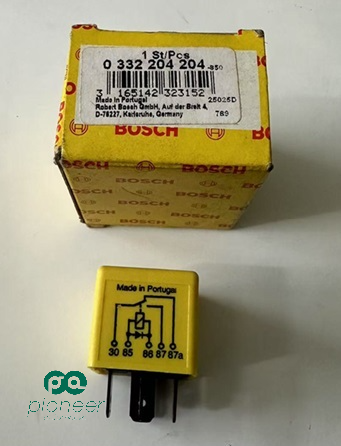 1 St/Pcs
0 332 204 204 -850
3 165142 323152
Made in Portugal 25025D
Robert Bosch GmbH, Auf der Breit 4,
D-76227, Karlsruhe, Germany 789
BOSCH
BOSCH
Made in Portugal
30 85 86 87 87a
pioneer